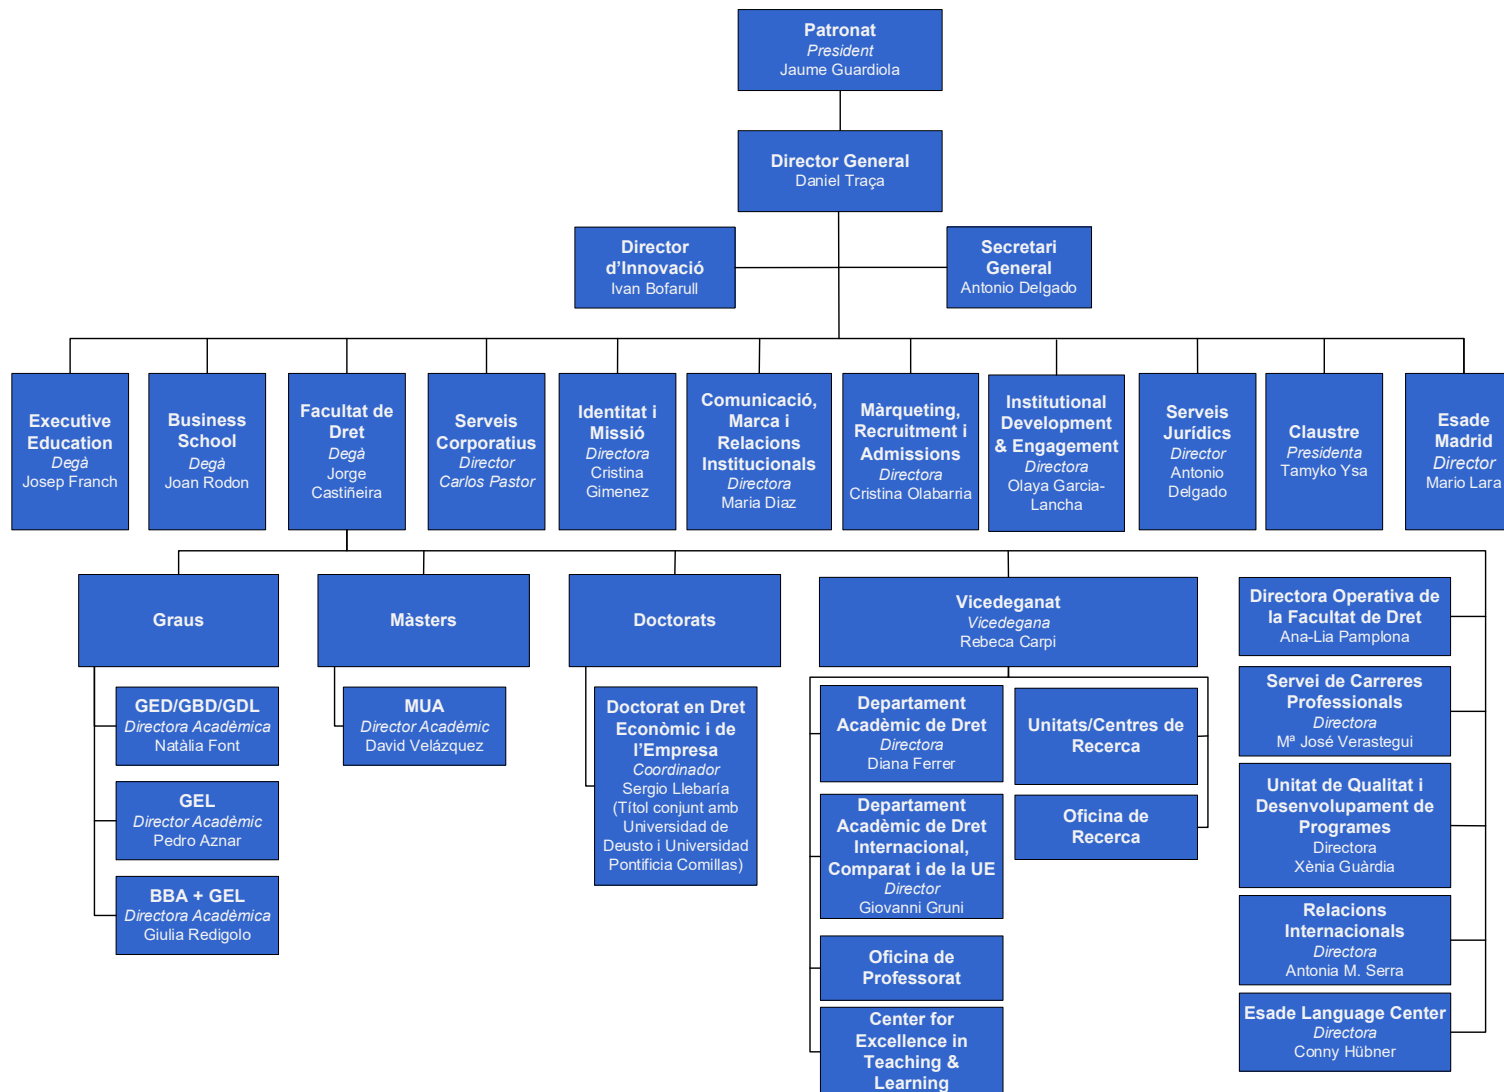 Patronat
President
Jaume Guardiola
Director General
Daniel Traça
Director
d’Innovació
Ivan Bofarull
Secretari
General
Antonio Delgado
Executive
Education
Degà
Josep Franch
Business
School
Degà
Joan Rodon
Facultat de
Dret
Degà
Jorge
Castiñeira
Serveis
Corporatius
Director
Carlos Pastor
Identitat i
Missió
Directora
Cristina
Gimenez
Comunicació,
Marca i
Relacions
Institucionals
Directora
Maria Diaz
Màrqueting,
Recruitment i
Admissions
Directora
Cristina Olabarria
Institutional
Development
& Engagement
Directora
Olaya Garcia-
Lancha
Serveis
Jurídics
Director
Antonio
Delgado
Claustre
Presidenta
Tamyko Ysa
Esade
Madrid
Director
Mario Lara
Graus
Màsters
Doctorats
Vicedeganat
Vicedegana
Rebeca Carpi
GED/GBD/GDL
Directora Acadèmica
Natàlia Font
GEL
Director Acadèmic
Pedro Aznar
BBA + GEL
Directora Acadèmica
Giulia Redigolo
MUA
Director Acadèmic
David Velázquez
Doctorat en Dret
Econòmic i de
l’Empresa
Coordinador
Sergio Llebaría
(Títol conjunt amb
Universidad de
Deusto i Universidad
Pontificia Comillas)
Departament
Acadèmic de Dret
Directora
Diana Ferrer
Departament
Acadèmic de Dret
Internacional,
Comparat i de la UE
Director
Giovanni Gruni
Oficina de
Professorat
Center for
Excellence in
Teaching &
Learning
Unitats/Centres de
Recerca
Oficina de
Recerca
Directora Operativa de
la Facultat de Dret
Ana-Lia Pamplona
Servei de Carreres
Professionals
Directora
Mª José Verastegui
Unitat de Qualitat i
Desenvolupament de
Programes
Directora
Xènia Guàrdia
Relacions
Internacionals
Directora
Antonia M. Serra
Esade Language Center
Directora
Conny Hübner